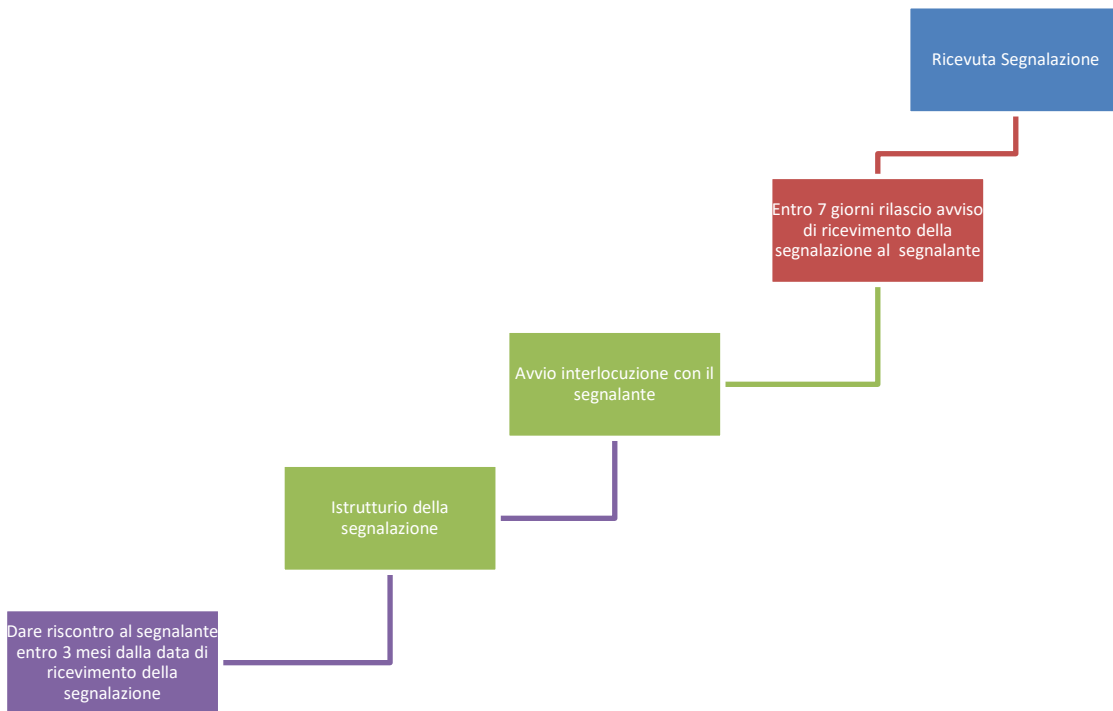 Ricevuta Segnalazione
Entro 7 giorni rilascio avviso
di ricevimento della
segnalazione al segnalante
Avvio interlocuzione con il
segnalante
Istrutturio della
segnalazione
Dare riscontro al segnalante
entro 3 mesi dalla data di
ricevimento della
segnalazione